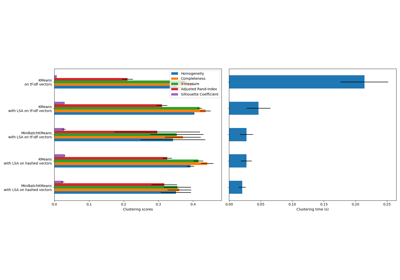 Homogeneity
Completeness
V-measure
Adjusted Rand-Index
Silhouette Coefficient
KMeans
on tf-idf vectors
KMeans
with LSA on tf-idf vectors
MiniBatchKMeans
with LSA on tf-idf vectors
KMeans
with LSA on hashed vectors
MiniBatchKMeans
with LSA on hashed vectors
0.0 0.1 0.2 0.3 0.4
Clustering scores
0.00 0.05 0.10 0.15 0.20 0.25
Clustering time (s)